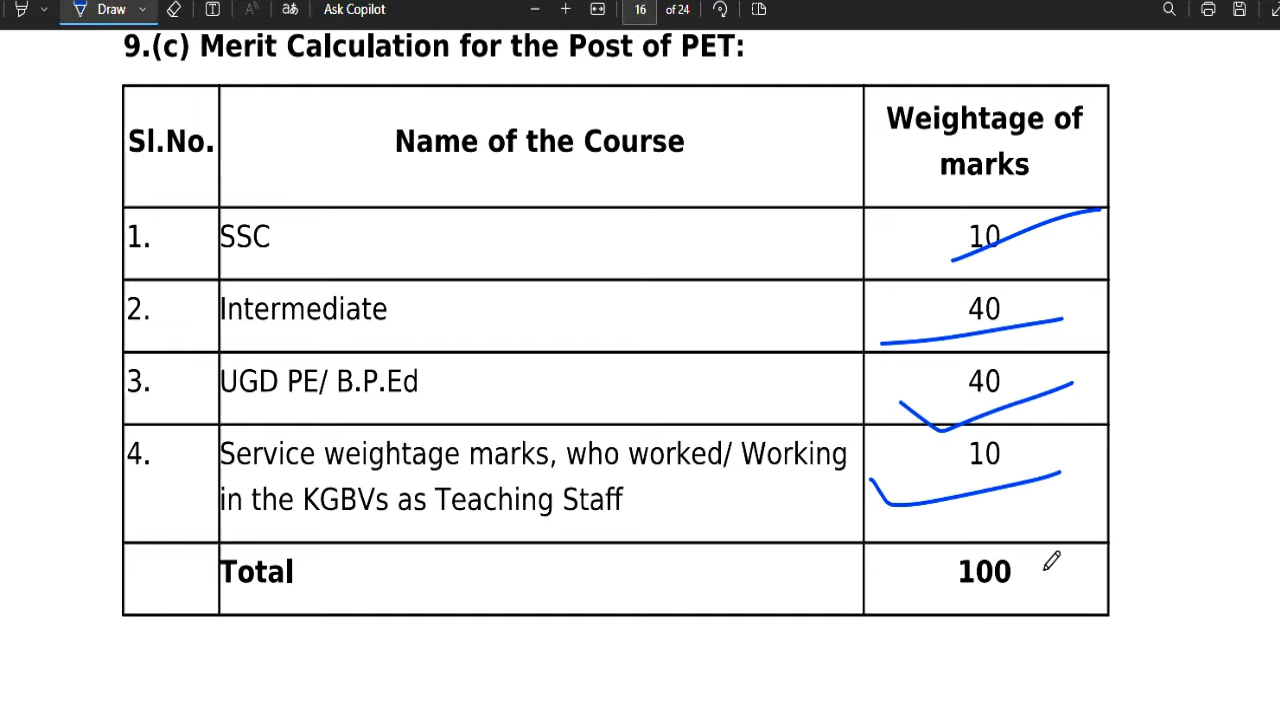 Draw
Ask Copilot
16 of 24
9.(c) Merit Calculation for the Post of PET:
Sl.No. Name of the Course Weightage of marks
1. SSC 10
2. Intermediate 40
3. UGD PE/ B.P.Ed 40
4. Service weightage marks, who worked/ Working 10
in the KGBVs as Teaching Staff
Total 100